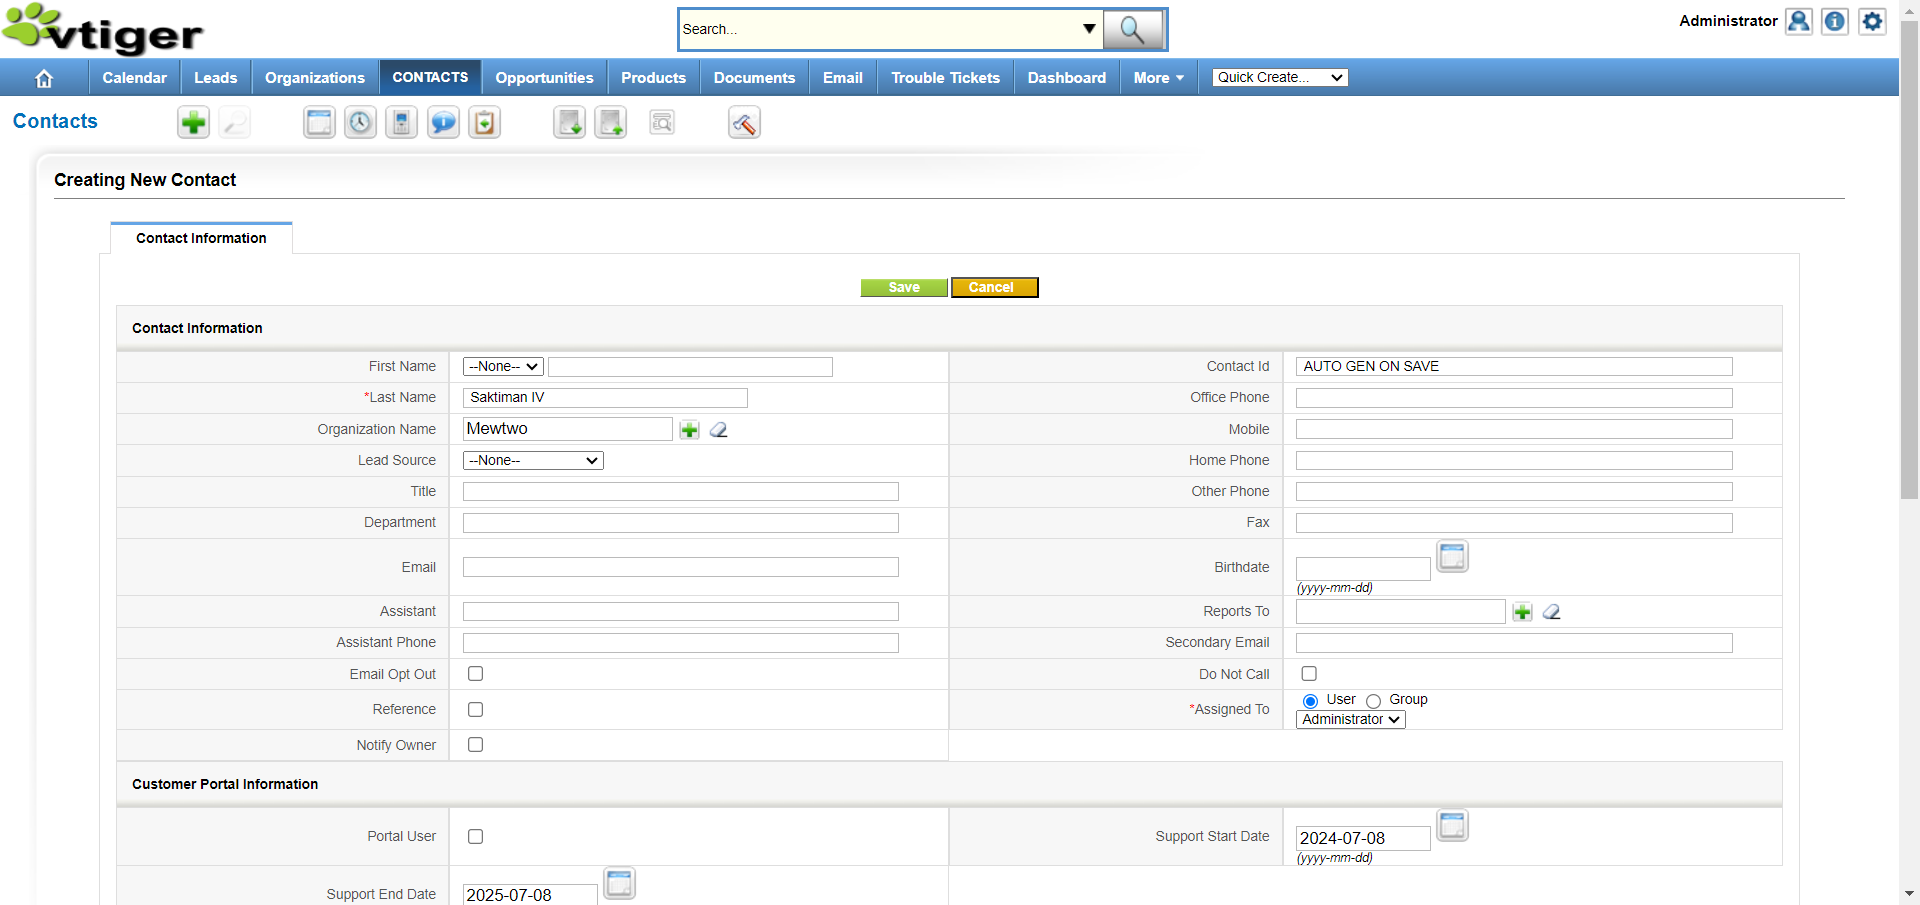 vtiger
Search...
Administrator
Calendar Leads Organizations CONTACTS Opportunities Products Documents Email Trouble Tickets Dashboard More Quick Create...
Contacts
Creating New Contact
Contact Information
Save Cancel
Contact Information
First Name --None-- Contact Id AUTO GEN ON SAVE
*Last Name Saktiman IV Office Phone
Organization Name Mewtwo Mobile
Lead Source --None-- Home Phone
Title Other Phone
Department Fax
Email Birthdate
(yyyy-mm-dd)
Assistant Reports To
Assistant Phone Secondary Email
Email Opt Out Do Not Call
Reference *Assigned To User Group
Administrator
Notify Owner
Customer Portal Information
Portal User Support Start Date 2024-07-08
(yyyy-mm-dd)
Support End Date 2025-07-08